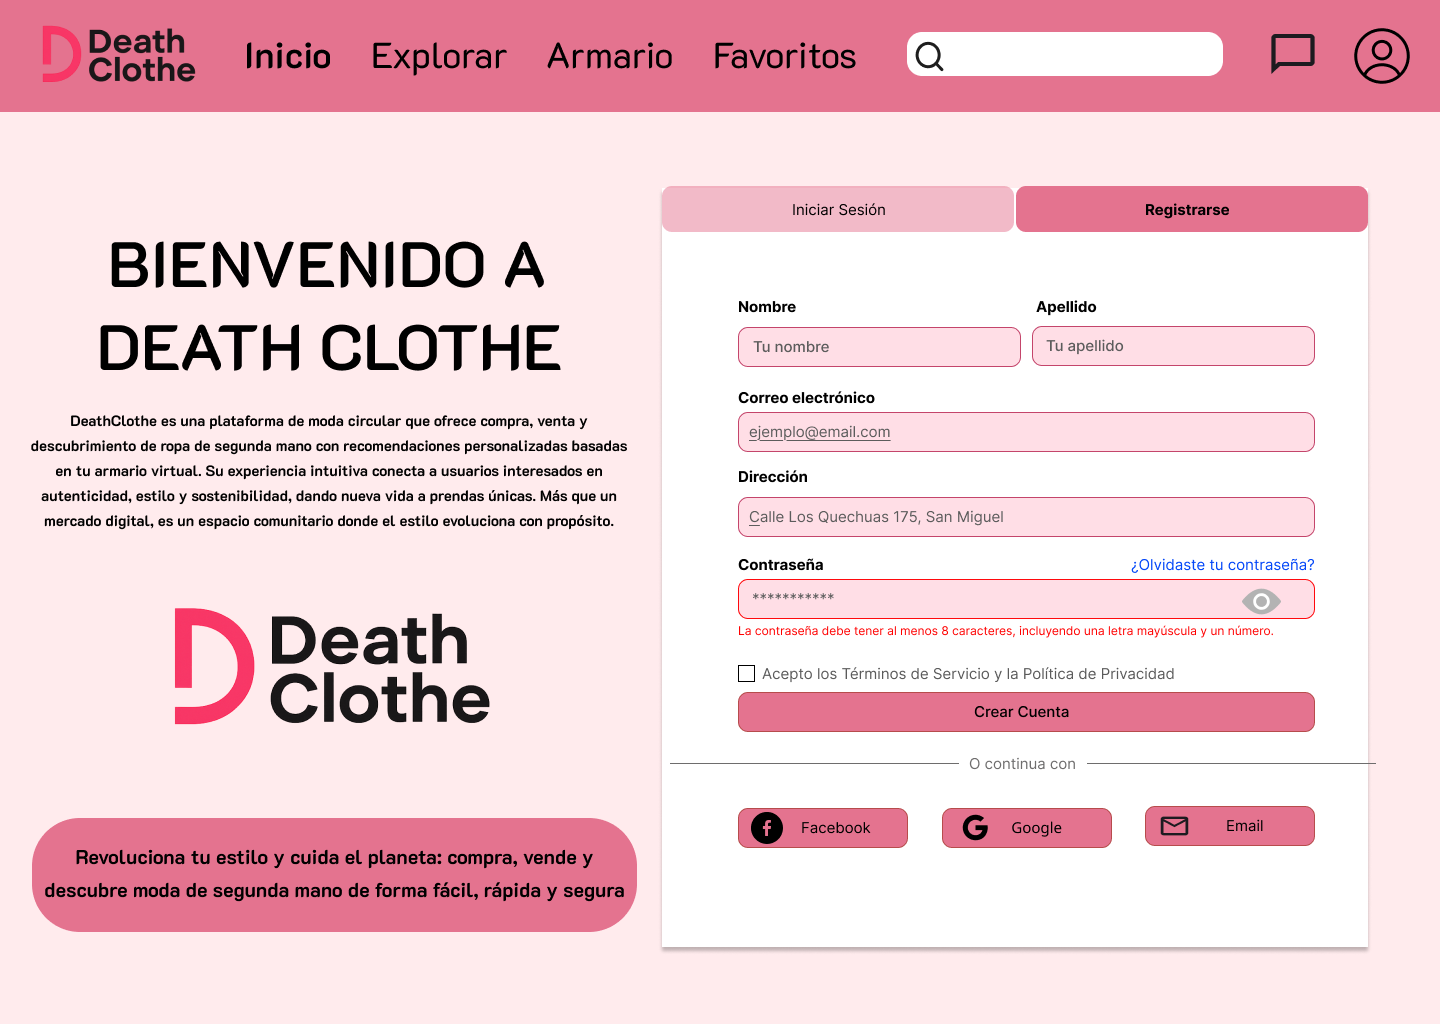 Death
Clothe
Inicio Explorar Armario Favoritos
BIENVENIDO A
DEATH CLOTHE
DeathClothe es una plataforma de moda circular que ofrece compra, venta y
descubrimiento de ropa de segunda mano con recomendaciones personalizadas basadas
en tu armario virtual. Su experiencia intuitiva conecta a usuarios interesados en
autenticidad, estilo y sostenibilidad, dando nueva vida a prendas únicas. Más que un
mercado digital, es un espacio comunitario donde el estilo evoluciona con propósito.
Death
Clothe
Revoluciona tu estilo y cuida el planeta: compra, vende y
descubre moda de segunda mano de forma fácil, rápida y segura
Iniciar Sesión Registrarse
Nombre Apellido
Tu nombre Tu apellido
Correo electrónico
ejemplo@email.com
Dirección
Calle Los Quechuas 175, San Miguel
Contraseña ¿Olvidaste tu contraseña?
***********
La contraseña debe tener al menos 8 caracteres, incluyendo una letra mayúscula y un número.
Acepto los Términos de Servicio y la Política de Privacidad
Crear Cuenta
O continua con
Facebook Google Email